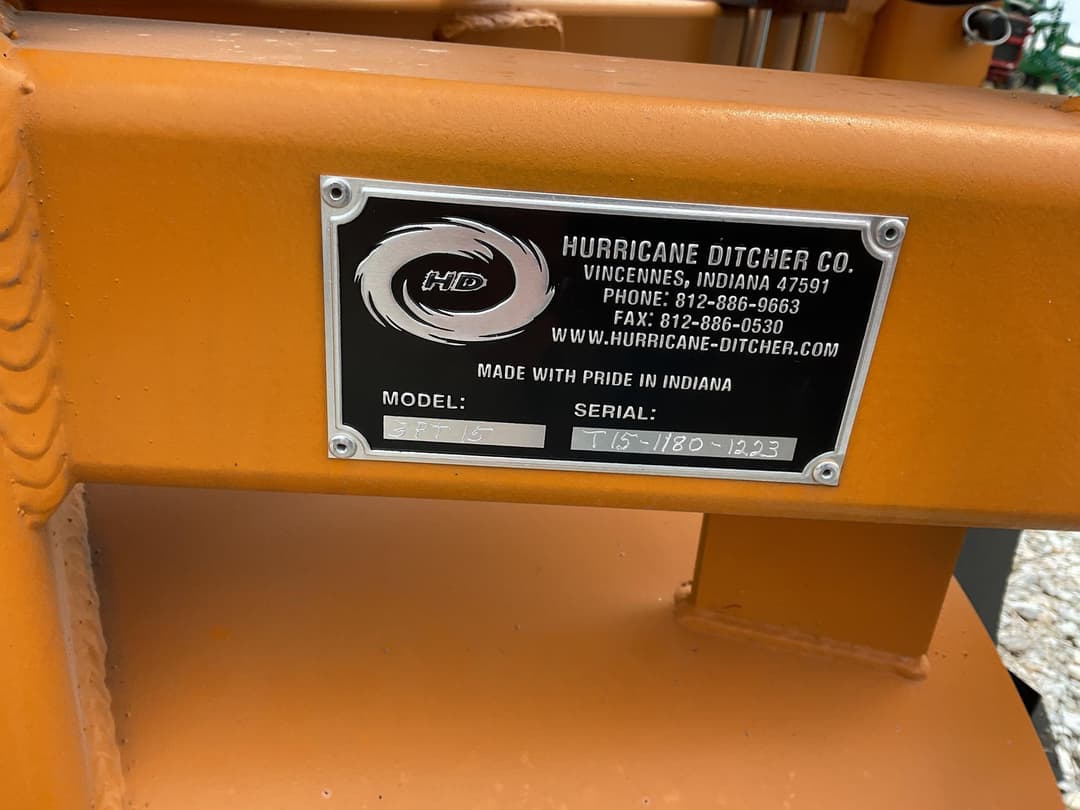 HD
HURRICANE DITCHER CO.
VINCENNES, INDIANA 47591
PHONE: 812-886-9663
FAX: 812-886-0530
WWW.HURRICANE-DITCHER.COM
MADE WITH PRIDE IN INDIANA
MODEL: SERIAL:
3PT 15 T15-1180-1223